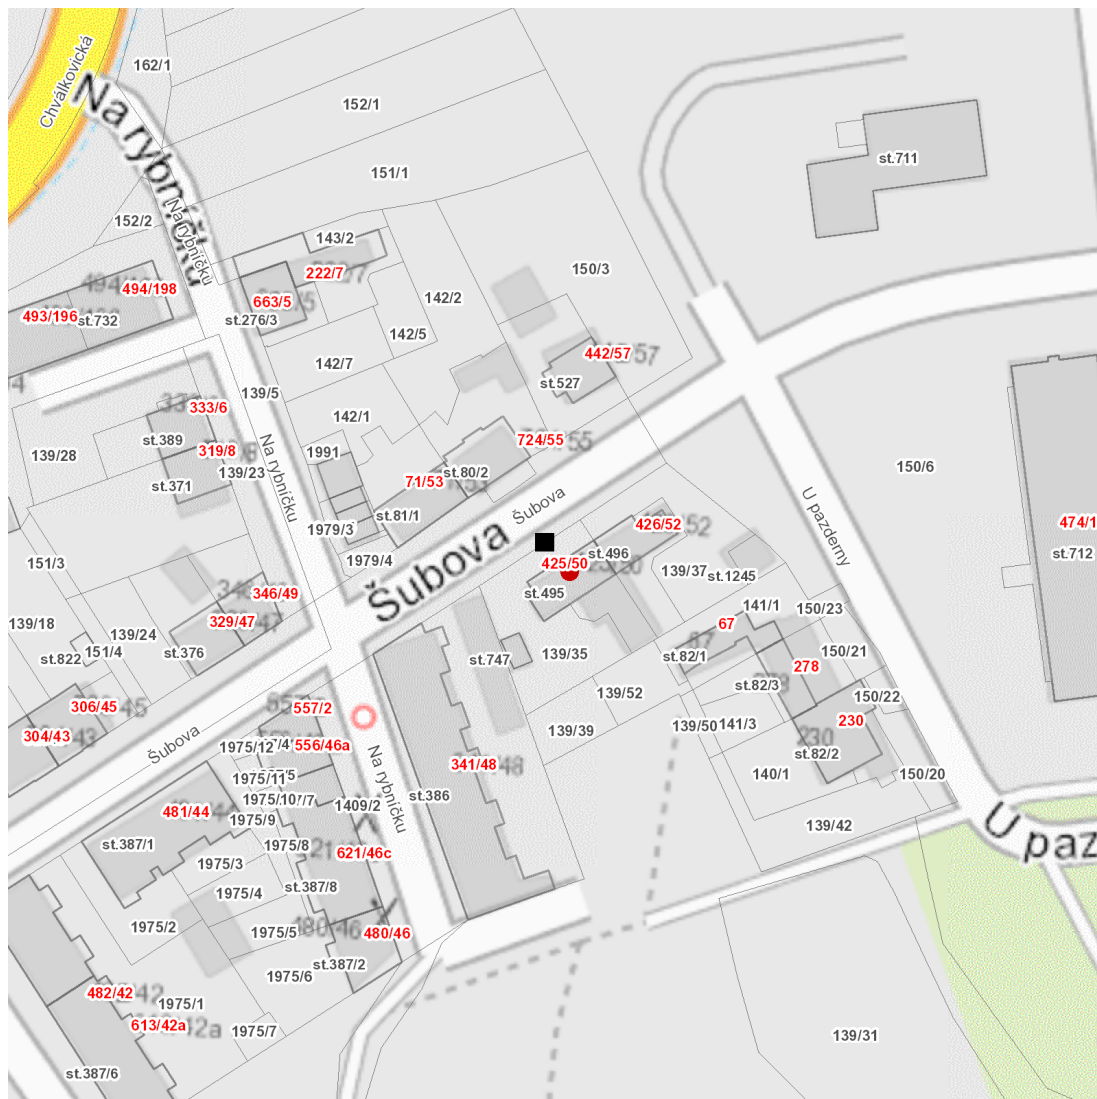 Chválkovická
162/1
Na rybníčku
152/1
151/1
st.711
152/2
Na rybníčku
143/2
150/3
222/7
494/198
663/5
142/2
493/196
st.732
st.276/3
142/5
442/57
142/7
st.527
139/5
333/6
142/1
st.389
724/55
319/8
1991
139/28
139/23
150/6
st.80/2
71/53
st.371
Na rybníčku
Šubova
st.81/1
426/52
474/1
U pazderny
1979/3
Šubova
st.496
st.712
1979/4
425/50
151/3
139/37
st.1245
346/49
st.495
141/1
150/23
329/47
139/18
67
139/24
151/4
150/21
st.376
139/35
st.82/1
st.822
st.747
278
st.82/3
139/52
150/22
306/45
557/2
230
139/50
141/3
304/43
139/39
Šubova
1975/12
556/46a
230
st.82/2
341/48
1975/11
140/1
150/20
Na rybníčku
st.386
1975/10
1409/2
481/44
1975/9
139/42
U paz
st.387/1
1975/8
621/46c
1975/3
st.387/8
1975/4
1975/2
1975/5
480/46
st.387/2
1975/6
482/42
1975/1
613/42a
1975/7
139/31
st.387/6